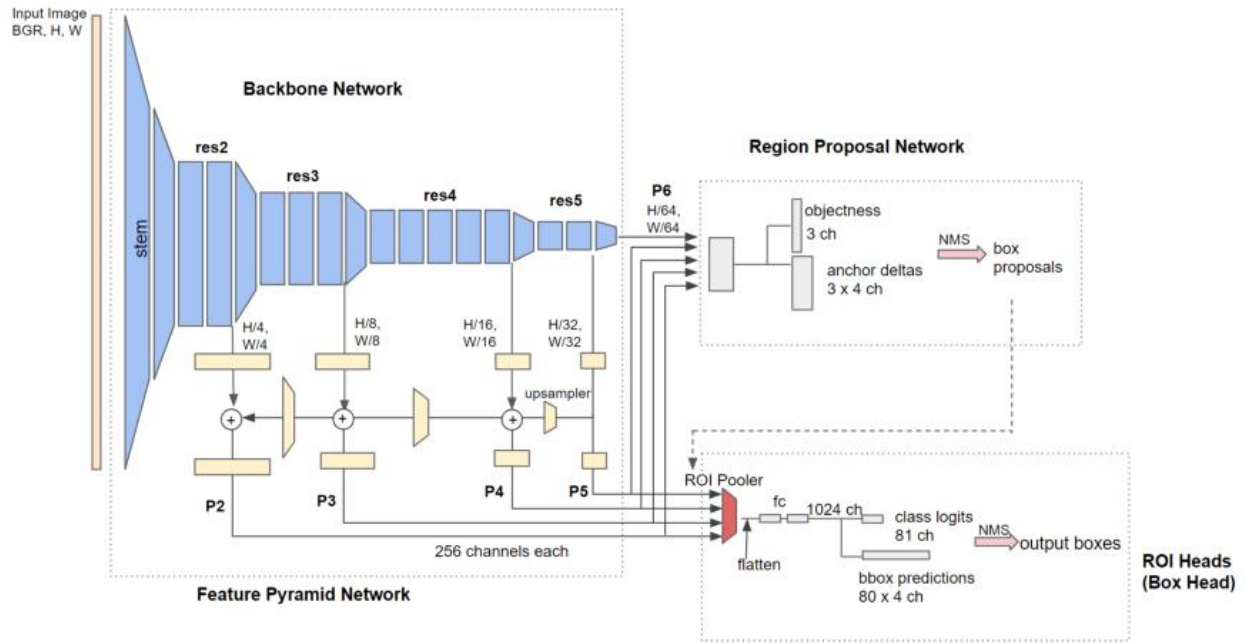 Input Image
BGR, H, W
Backbone Network
stem
res2
res3
res4
res5
P6
H/64,
W/64
Region Proposal Network
objectness
3 ch
anchor deltas
3 x 4 ch
NMS
box
proposals
H/4,
W/4
H/8,
W/8
H/16,
W/16
H/32,
W/32
upsampler
+
+
+
P2
P3
P4
P5
256 channels each
Feature Pyramid Network
ROI Pooler
flatten
fc
1024 ch
class logits
81 ch
bbox predictions
80 x 4 ch
NMS
output boxes
ROI Heads
(Box Head)